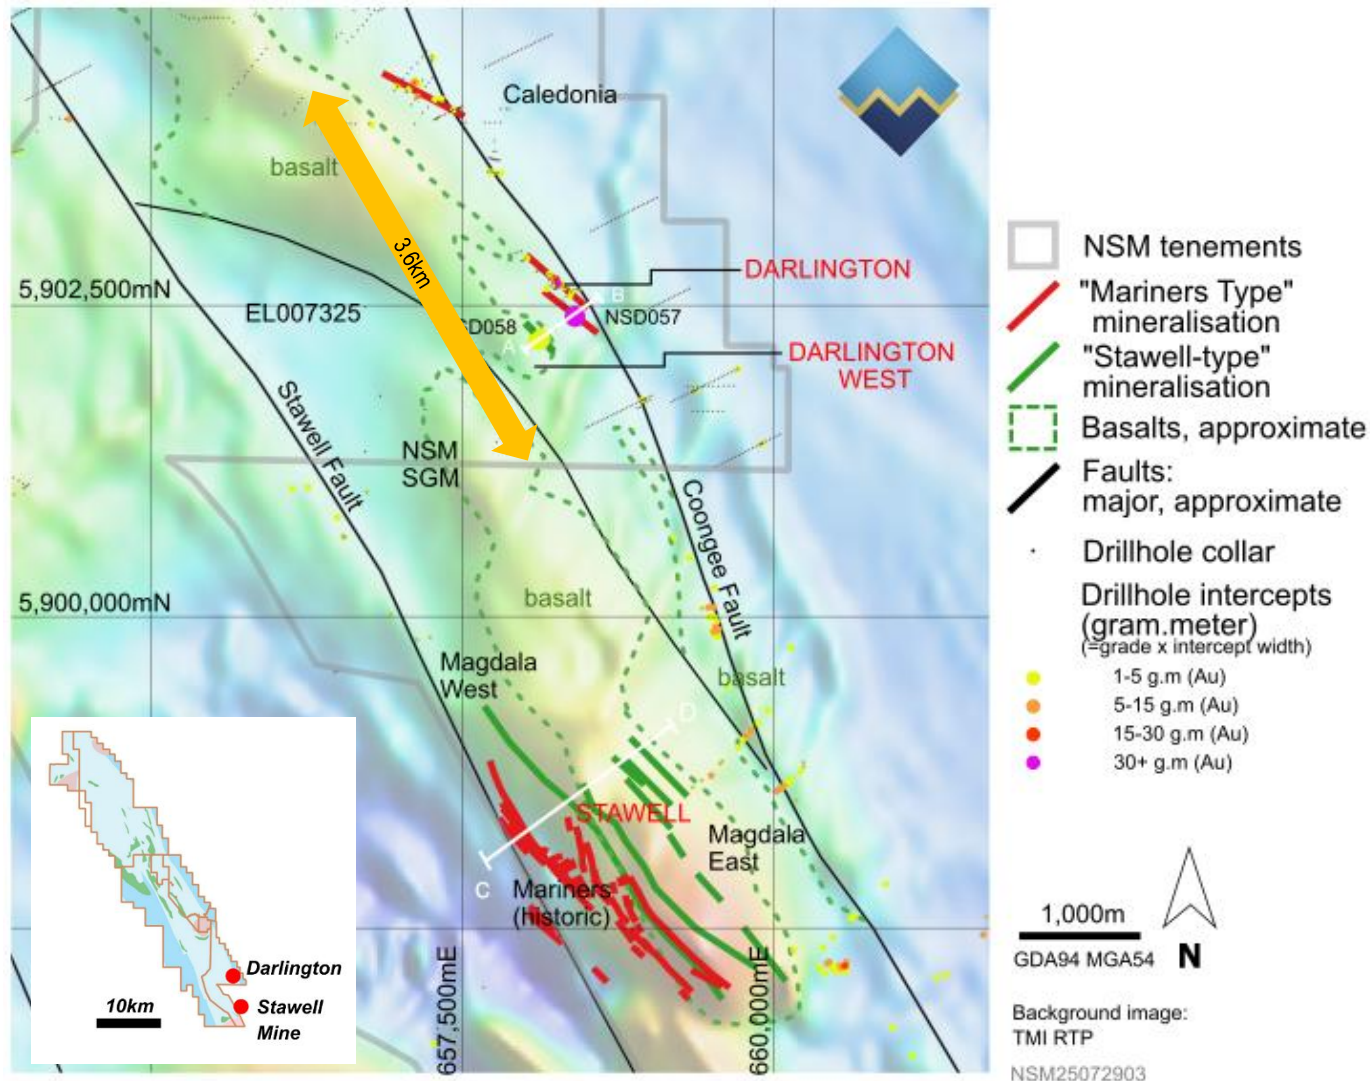 Caledonia
basalt
3.6km
DARLINGTON
5,902,500mN
EL007325
SD058
NSD057
A
B
DARLINGTON
WEST
Stawell Fault
NSM
SGM
Coongee Fault
basalt
5,900,000mN
Magdala
West
basalt
D
STAWELL
Magdala
East
C
Mariners
(historic)
657,500mE
660,000mE
Darlington
Stawell
Mine
10km
NSM tenements
"Mariners Type"
mineralisation
"Stawell-type"
mineralisation
Basalts, approximate
Faults:
major, approximate
Drillhole collar
Drillhole intercepts
(gram.meter)
(=grade x intercept width)
1-5 g.m (Au)
5-15 g.m (Au)
15-30 g.m (Au)
30+ g.m (Au)
1,000m
GDA94 MGA54
N
Background image:
TMI RTP
NSM25072903